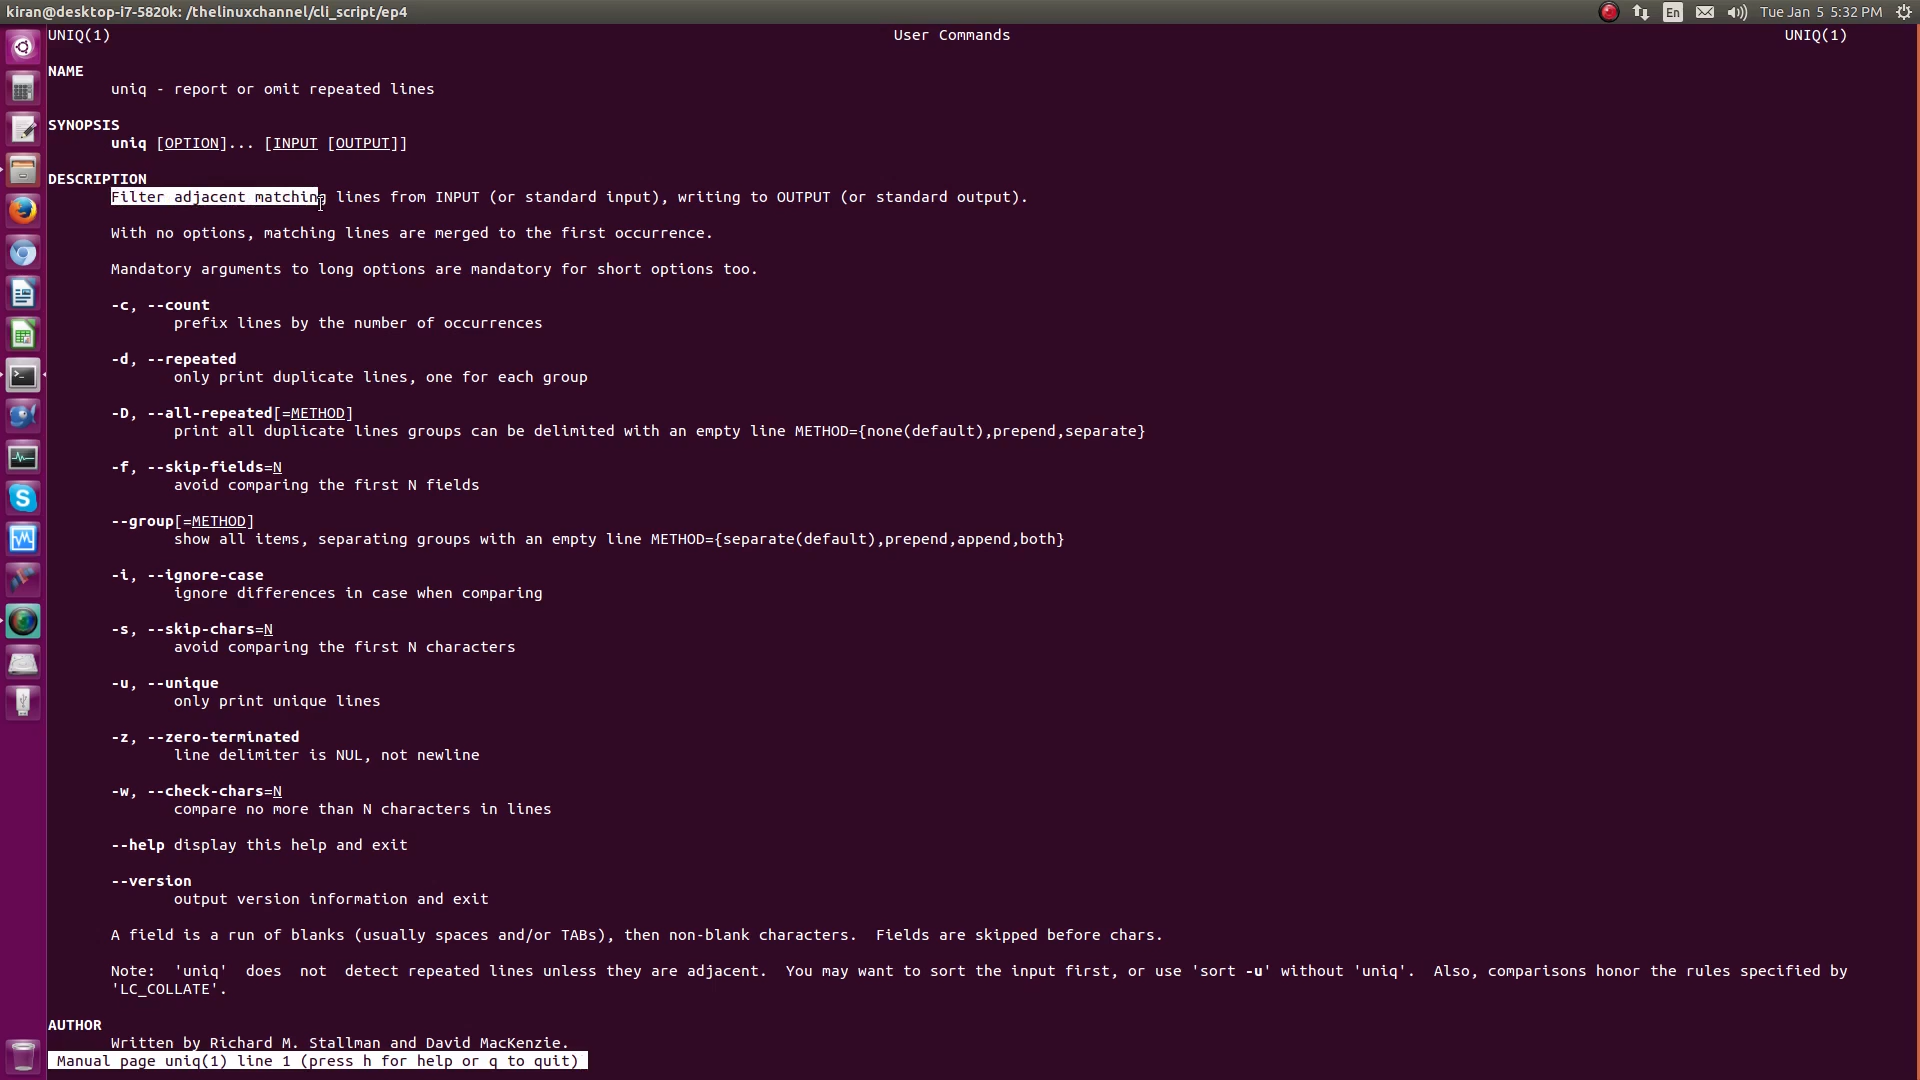 kiran@desktop-i7-5820k: /thelinuxchannel/cli_script/ep4 En Tue Jan 5 5:32 PM
UNIQ(1) User Commands UNIQ(1)
NAME
uniq - report or omit repeated lines
SYNOPSIS
uniq [OPTION]... [INPUT [OUTPUT]]
DESCRIPTION
Filter adjacent matching lines from INPUT (or standard input), writing to OUTPUT (or standard output).
With no options, matching lines are merged to the first occurrence.
Mandatory arguments to long options are mandatory for short options too.
-c, --count
prefix lines by the number of occurrences
-d, --repeated
only print duplicate lines, one for each group
-D, --all-repeated[=METHOD]
print all duplicate lines groups can be delimited with an empty line METHOD={none(default),prepend,separate}
-f, --skip-fields=N
avoid comparing the first N fields
--group[=METHOD]
show all items, separating groups with an empty line METHOD={separate(default),prepend,append,both}
-i, --ignore-case
ignore differences in case when comparing
-s, --skip-chars=N
avoid comparing the first N characters
-u, --unique
only print unique lines
-z, --zero-terminated
line delimiter is NUL, not newline
-w, --check-chars=N
compare no more than N characters in lines
--help display this help and exit
--version
output version information and exit
A field is a run of blanks (usually spaces and/or TABs), then non-blank characters.  Fields are skipped before chars.
Note:  'uniq'  does  not  detect repeated lines unless they are adjacent.  You may want to sort the input first, or use 'sort -u' without 'uniq'.  Also, comparisons honor the rules specified by
'LC_COLLATE'.
AUTHOR
Written by Richard M. Stallman and David MacKenzie.
Manual page uniq(1) line 1 (press h for help or q to quit)